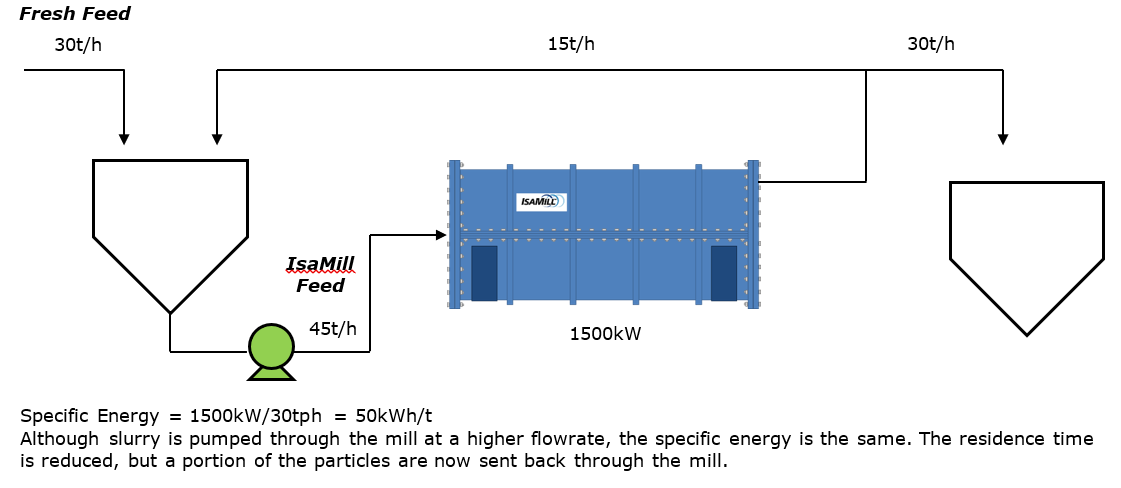 Fresh Feed
30t/h
15t/h
30t/h
ISAMILL
IsaMill
Feed
45t/h
1500kW
Specific Energy = 1500kW/30tph = 50kWh/t
Although slurry is pumped through the mill at a higher flowrate, the specific energy is the same. The residence time
is reduced, but a portion of the particles are now sent back through the mill.